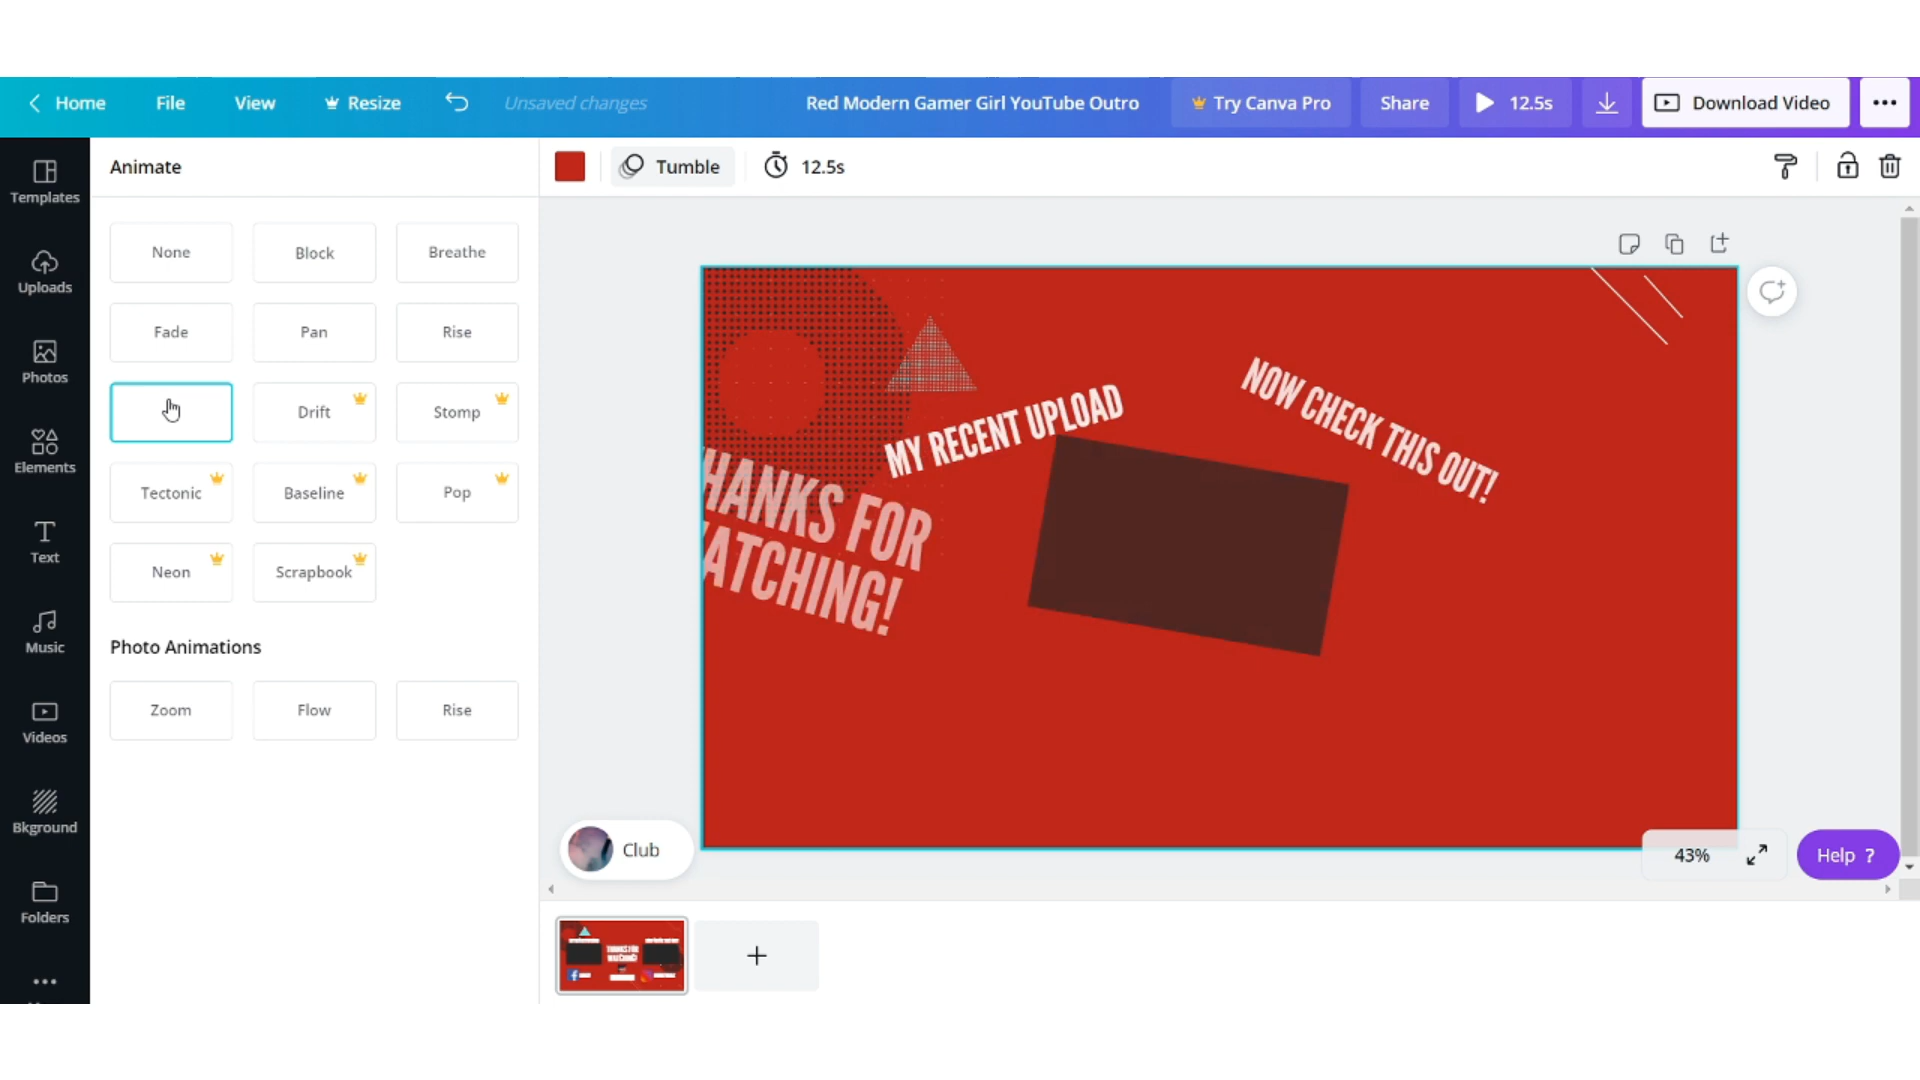 Home File View Resize Unsaved changes Red Modern Gamer Girl YouTube Outro Try Canva Pro Share 12.5s Download Video
Templates
Uploads
Photos
Elements
Text
Music
Videos
Bkground
Folders
Animate
None Block Breathe
Fade Pan Rise
Drift Stomp
Tectonic Baseline Pop
Neon Scrapbook
Photo Animations
Zoom Flow Rise
Tumble 12.5s
MY RECENT UPLOAD
NOW CHECK THIS OUT!
HANKS FOR
ATCHING!
Club
43%
Help ?
THANKS FOR
WATCHING!